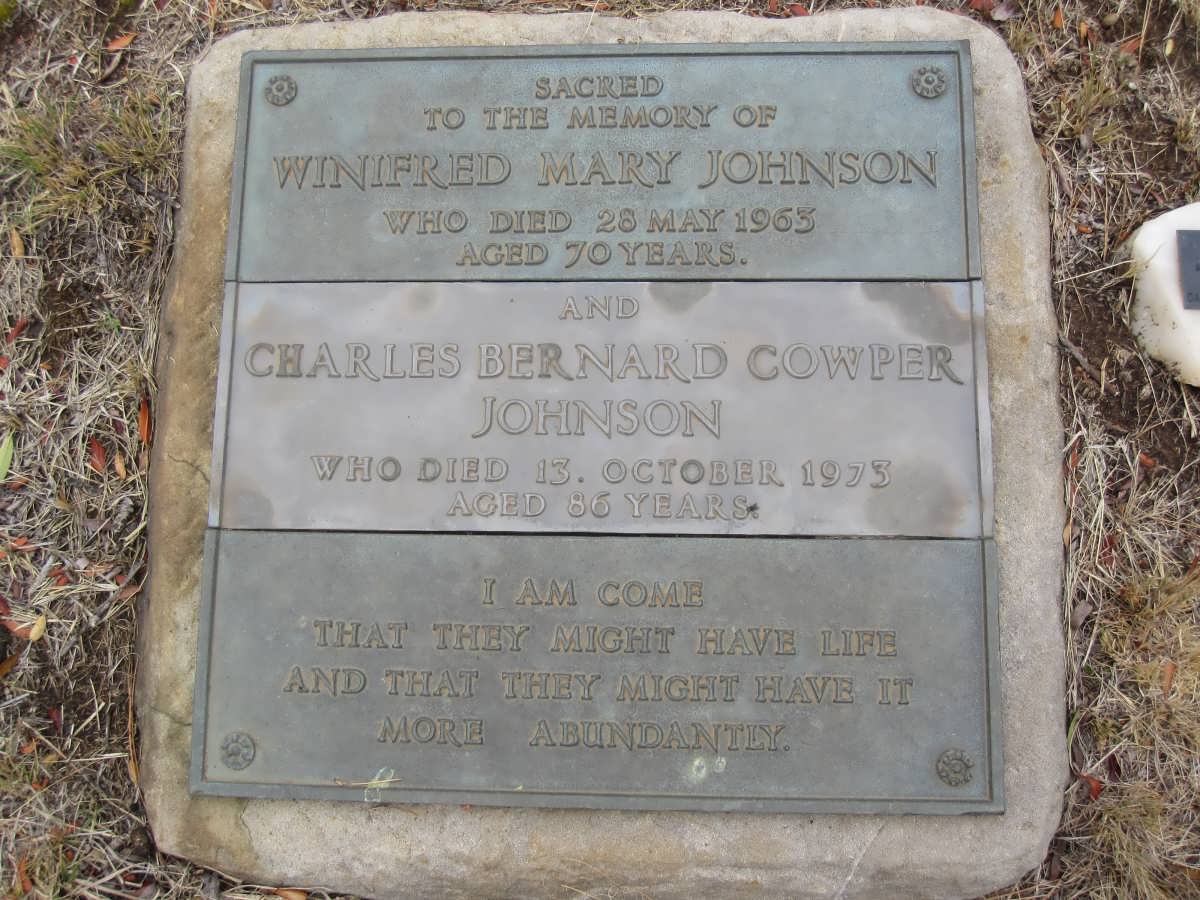 SACRED
TO THE MEMORY OF
WINIFRED MARY JOHNSON
WHO DIED 28 MAY 1963
AGED 70 YEARS.
AND
CHARLES BERNARD COWPER
JOHNSON
WHO DIED 13. OCTOBER 1973
AGED 86 YEARS.
I AM COME
THAT THEY MIGHT HAVE LIFE
AND THAT THEY MIGHT HAVE IT
MORE ABUNDANTLY.